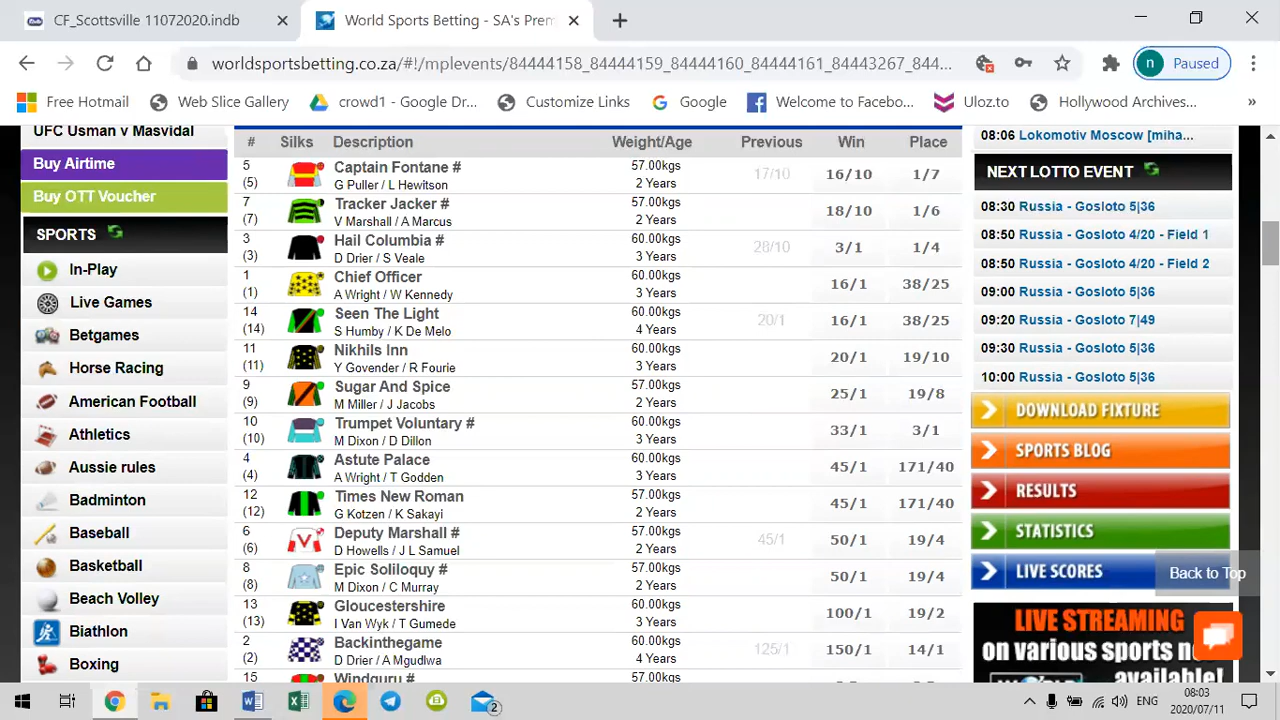 CF_Scottsville 11072020.indb
World Sports Betting - SA's Prem
worldsportsbetting.co.za/#!/mplevents/84444158_84444159_84444160_84444161_84443267_844...
n Paused
Free Hotmail Web Slice Gallery crowd1 - Google Dr... Customize Links Google Welcome to Facebo... Uloz.to Hollywood Archives... »
UFC Usman v Masvidal
Buy Airtime
Buy OTT Voucher
SPORTS
In-Play
Live Games
Betgames
Horse Racing
American Football
Athletics
Aussie rules
Badminton
Baseball
Basketball
Beach Volley
Biathlon
Boxing
# Silks Description Weight/Age Previous Win Place
5 Captain Fontane # 57.00kgs 17/10 16/10 1/7
(5) G Puller / L Hewitson 2 Years
7 Tracker Jacker # 57.00kgs 18/10 1/6
(7) V Marshall / A Marcus 2 Years
3 Hail Columbia # 60.00kgs 28/10 3/1 1/4
(3) D Drier / S Veale 3 Years
1 Chief Officer 60.00kgs 16/1 38/25
(1) A Wright / W Kennedy 3 Years
14 Seen The Light 60.00kgs 20/1 16/1 38/25
(14) S Humby / K De Melo 4 Years
11 Nikhils Inn 60.00kgs 20/1 19/10
(11) Y Govender / R Fourie 3 Years
9 Sugar And Spice 57.00kgs 25/1 19/8
(9) M Miller / J Jacobs 2 Years
10 Trumpet Voluntary # 60.00kgs 33/1 3/1
(10) M Dixon / D Dillon 3 Years
4 Astute Palace 60.00kgs 45/1 171/40
(4) A Wright / T Godden 3 Years
12 Times New Roman 57.00kgs 45/1 171/40
(12) G Kotzen / K Sakayi 2 Years
6 Deputy Marshall # 57.00kgs 45/1 50/1 19/4
(6) D Howells / J L Samuel 2 Years
8 Epic Soliloquy # 57.00kgs 50/1 19/4
(8) M Dixon / C Murray 2 Years
13 Gloucestershire 60.00kgs 100/1 19/2
(13) I Van Wyk / T Gumede 3 Years
2 Backinthegame 60.00kgs 125/1 150/1 14/1
(2) D Drier / A Mgudlwa 4 Years
15 Windguru # 57.00kgs
08:06 Lokomotiv Moscow [miha...
NEXT LOTTO EVENT
08:30 Russia - Gosloto 5|36
08:50 Russia - Gosloto 4/20 - Field 1
08:50 Russia - Gosloto 4/20 - Field 2
09:00 Russia - Gosloto 5|36
09:20 Russia - Gosloto 7|49
09:30 Russia - Gosloto 5|36
10:00 Russia - Gosloto 5|36
DOWNLOAD FIXTURE
SPORTS BLOG
RESULTS
STATISTICS
LIVE SCORES
Back to Top
LIVE STREAMING
on various sports no
available!
2
ENG
08:03
2020/07/11